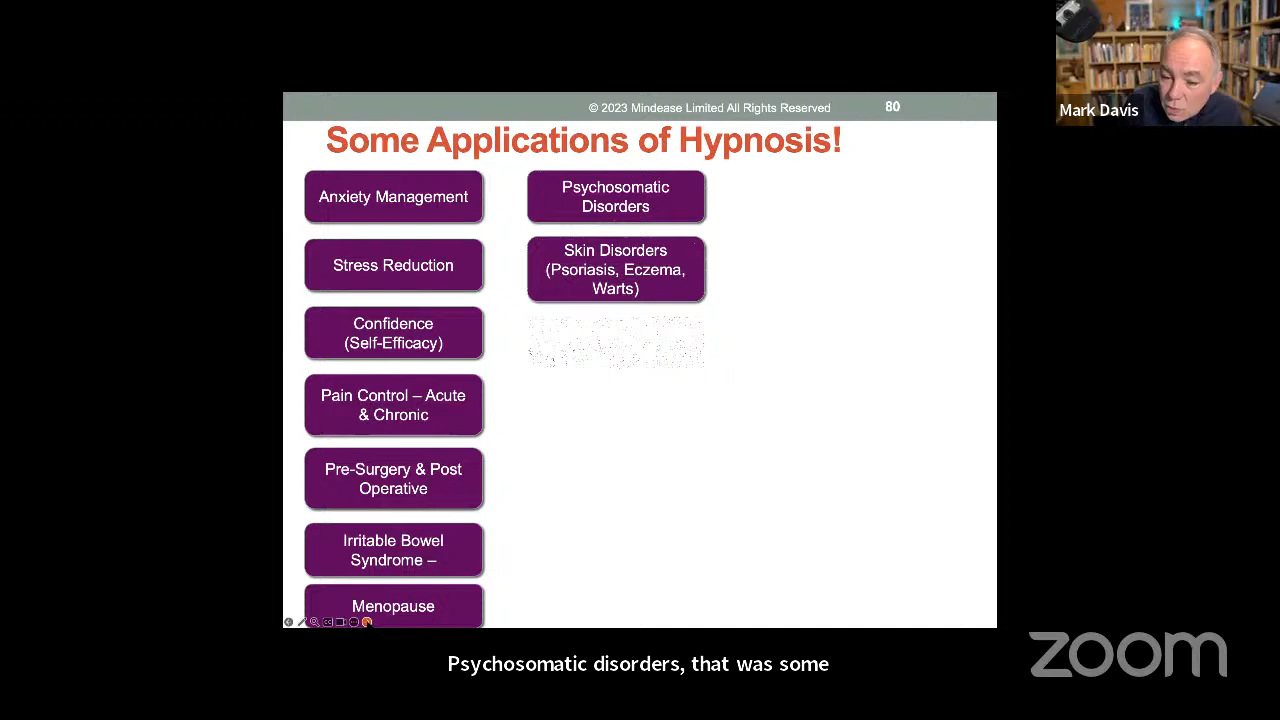 © 2023 Mindease Limited All Rights Reserved 80
Some Applications of Hypnosis!
Anxiety Management
Stress Reduction
Confidence
(Self-Efficacy)
Pain Control – Acute
& Chronic
Pre-Surgery & Post
Operative
Irritable Bowel
Syndrome –
Menopause
Psychosomatic
Disorders
Skin Disorders
(Psoriasis, Eczema,
Warts)
Mark Davis
Psychosomatic disorders, that was some
zoom